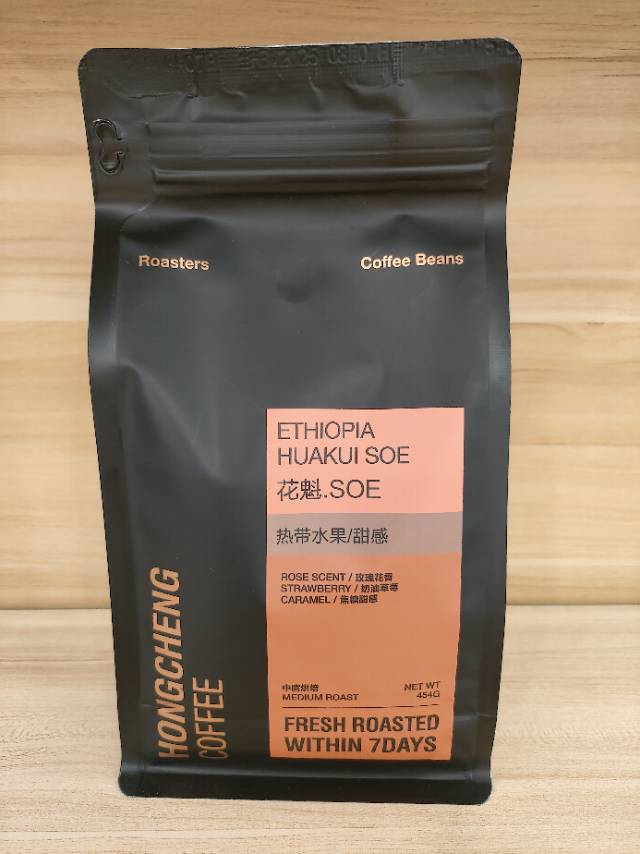 Roasters
Coffee Beans
ETHIOPIA
HUAKUI SOE
花魁.SOE
热带水果/甜感
ROSE SCENT / 玫瑰花香
STRAWBERRY / 奶油草莓
CARAMEL / 焦糖甜感
中度烘焙
MEDIUM ROAST
NET WT
454G
FRESH ROASTED
WITHIN 7DAYS
HONGCHENG
COFFEE